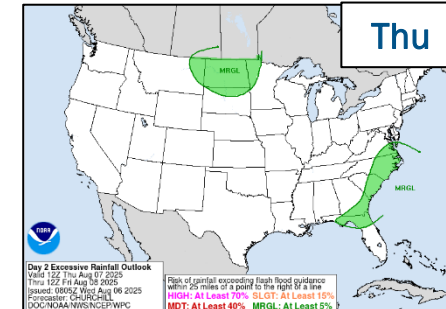 Thu
MRGL
MRGL
NOAA
Day 2 Excessive Rainfall Outlook
Valid 12Z Thu Aug 07 2025
Thru 12Z Fri Aug 08 2025
Issued: 0805Z Wed Aug 06 2025
Forecaster: CHURCHILL
DOC/NOAA/NWS/NCEP/WPC
Risk of rainfall exceeding flash flood guidance
within 25 miles of a point to the right of a line
HIGH: At Least 70% SLGT: At Least 15%
MDT: At Least 40% MRGL: At Least 5%